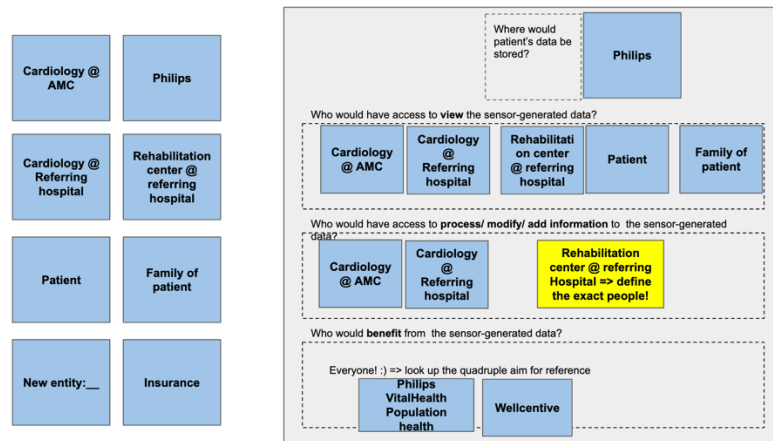 Cardiology @
AMC
Philips
Cardiology @
Referring
hospital
Rehabilitation
center @
referring
hospital
Patient
Family of
patient
New entity:__
Insurance
Where would
patient's data be
stored?
Philips
Who would have access to view the sensor-generated data?
Cardiology
@ AMC
Cardiology
@
Referring
hospital
Rehabilitati
on center
@ referring
hospital
Patient
Family of
patient
Who would have access to process/ modify/ add information to the sensor-generated
data?
Cardiology
@ AMC
Cardiology
@
Referring
hospital
Rehabilitation
center @ referring
Hospital => define
the exact people!
Who would benefit from the sensor-generated data?
Everyone! :) => look up the quadruple aim for reference
Philips
VitalHealth
Population
health
Wellcentive